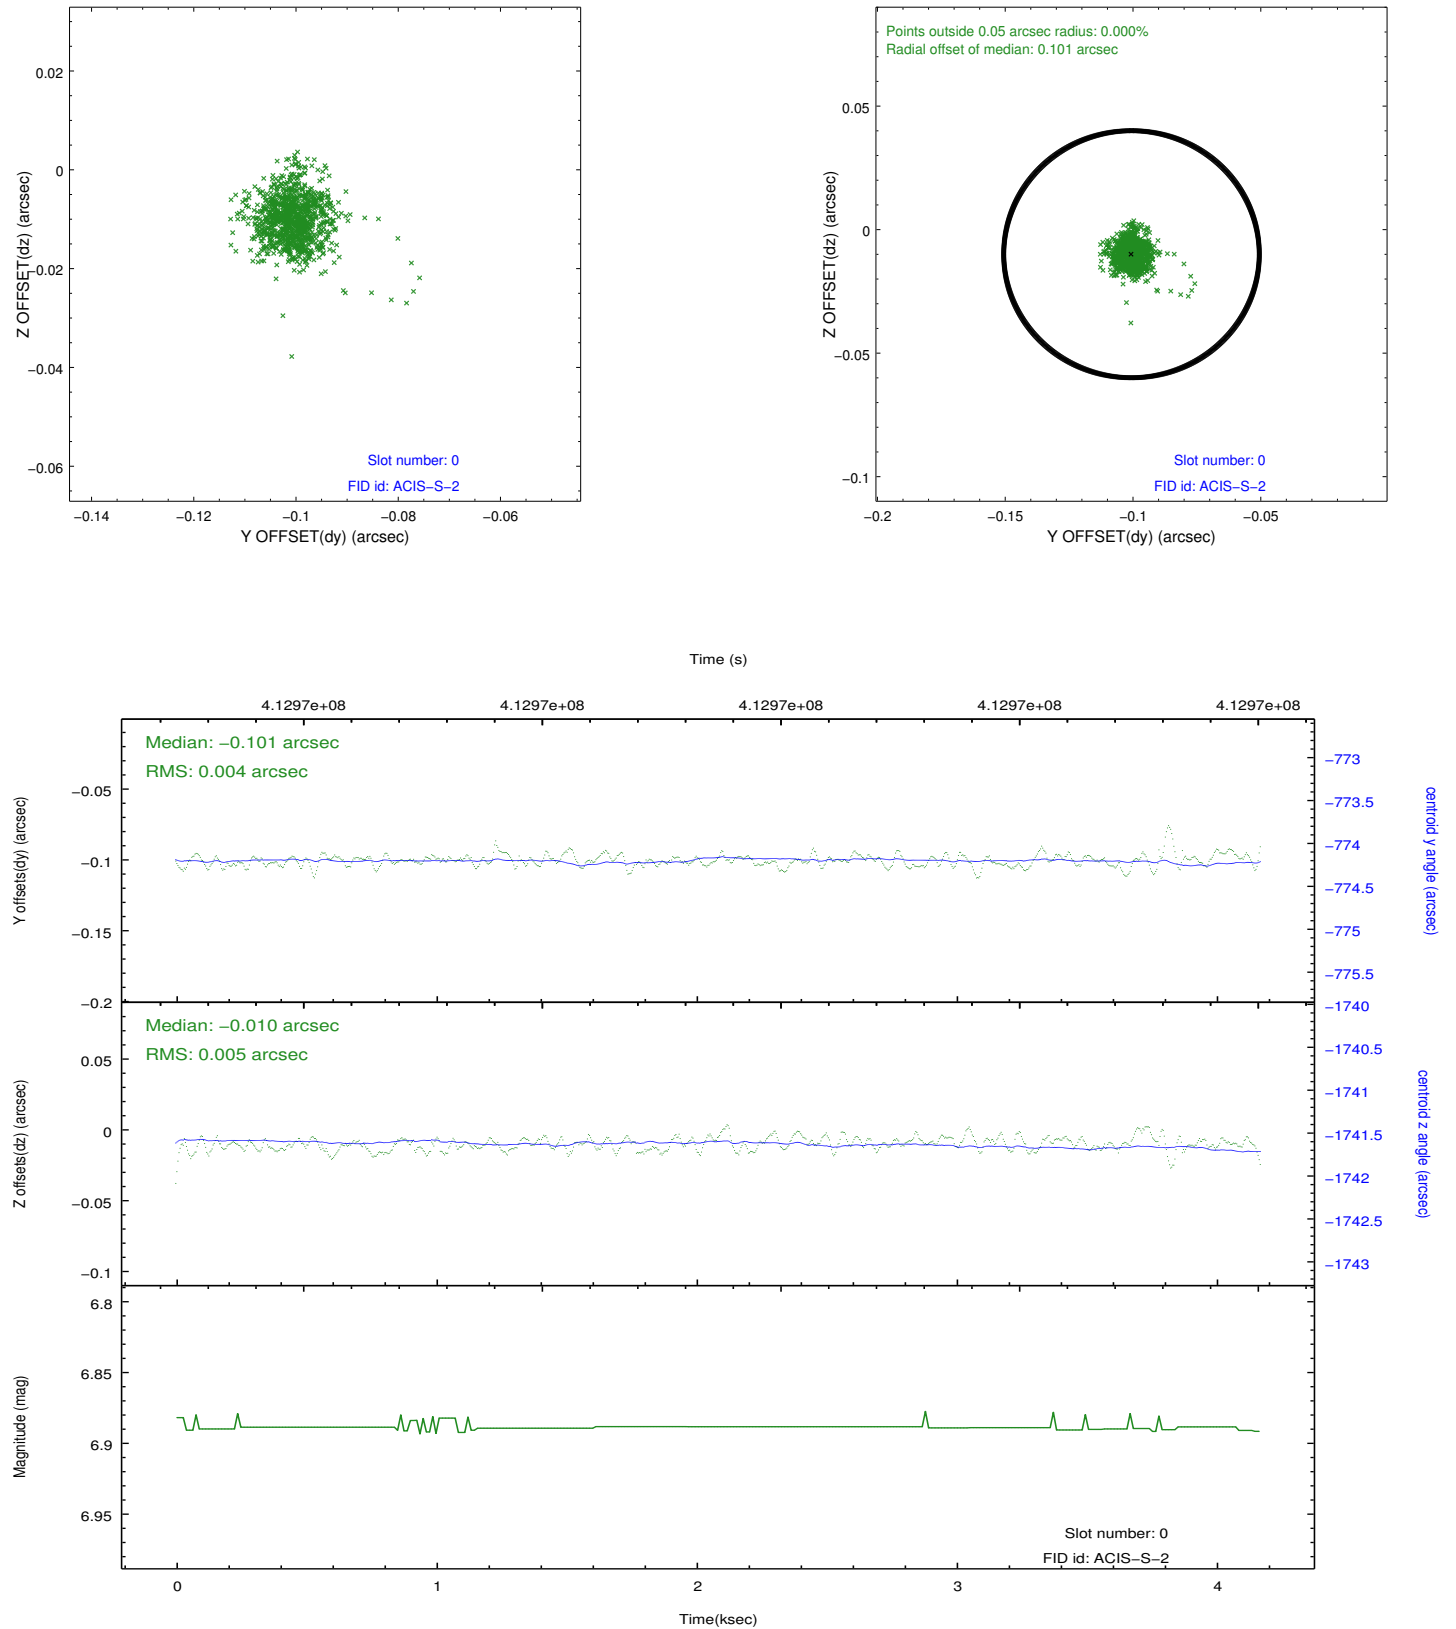 0.02
0
−0.02
−0.04
−0.06
Z OFFSET(dz) (arcsec)
Slot number: 0
FID id: ACIS−S−2
−0.14 −0.12 −0.1 −0.08 −0.06
Y OFFSET(dy) (arcsec)
Points outside 0.05 arcsec radius: 0.000%
Radial offset of median: 0.101 arcsec
0.05
0
−0.05
−0.1
Z OFFSET(dz) (arcsec)
Slot number: 0
FID id: ACIS−S−2
−0.2 −0.15 −0.1 −0.05
Y OFFSET(dy) (arcsec)
Time (s)
4.1297e+08 4.1297e+08 4.1297e+08 4.1297e+08 4.1297e+08
Median: −0.101 arcsec
RMS: 0.004 arcsec
−0.05
−0.1
−0.15
−0.2
Y offsets(dy) (arcsec)
−773
−773.5
−774
−774.5
−775
−775.5
centroid y angle (arcsec)
Median: −0.010 arcsec
RMS: 0.005 arcsec
0.05
0
−0.05
−0.1
Z offsets(dz) (arcsec)
−1740
−1740.5
−1741
−1741.5
−1742
−1742.5
−1743
centroid z angle (arcsec)
6.8
6.85
6.9
6.95
Magnitude (mag)
Slot number: 0
FID id: ACIS−S−2
0 1 2 3 4
Time(ksec)